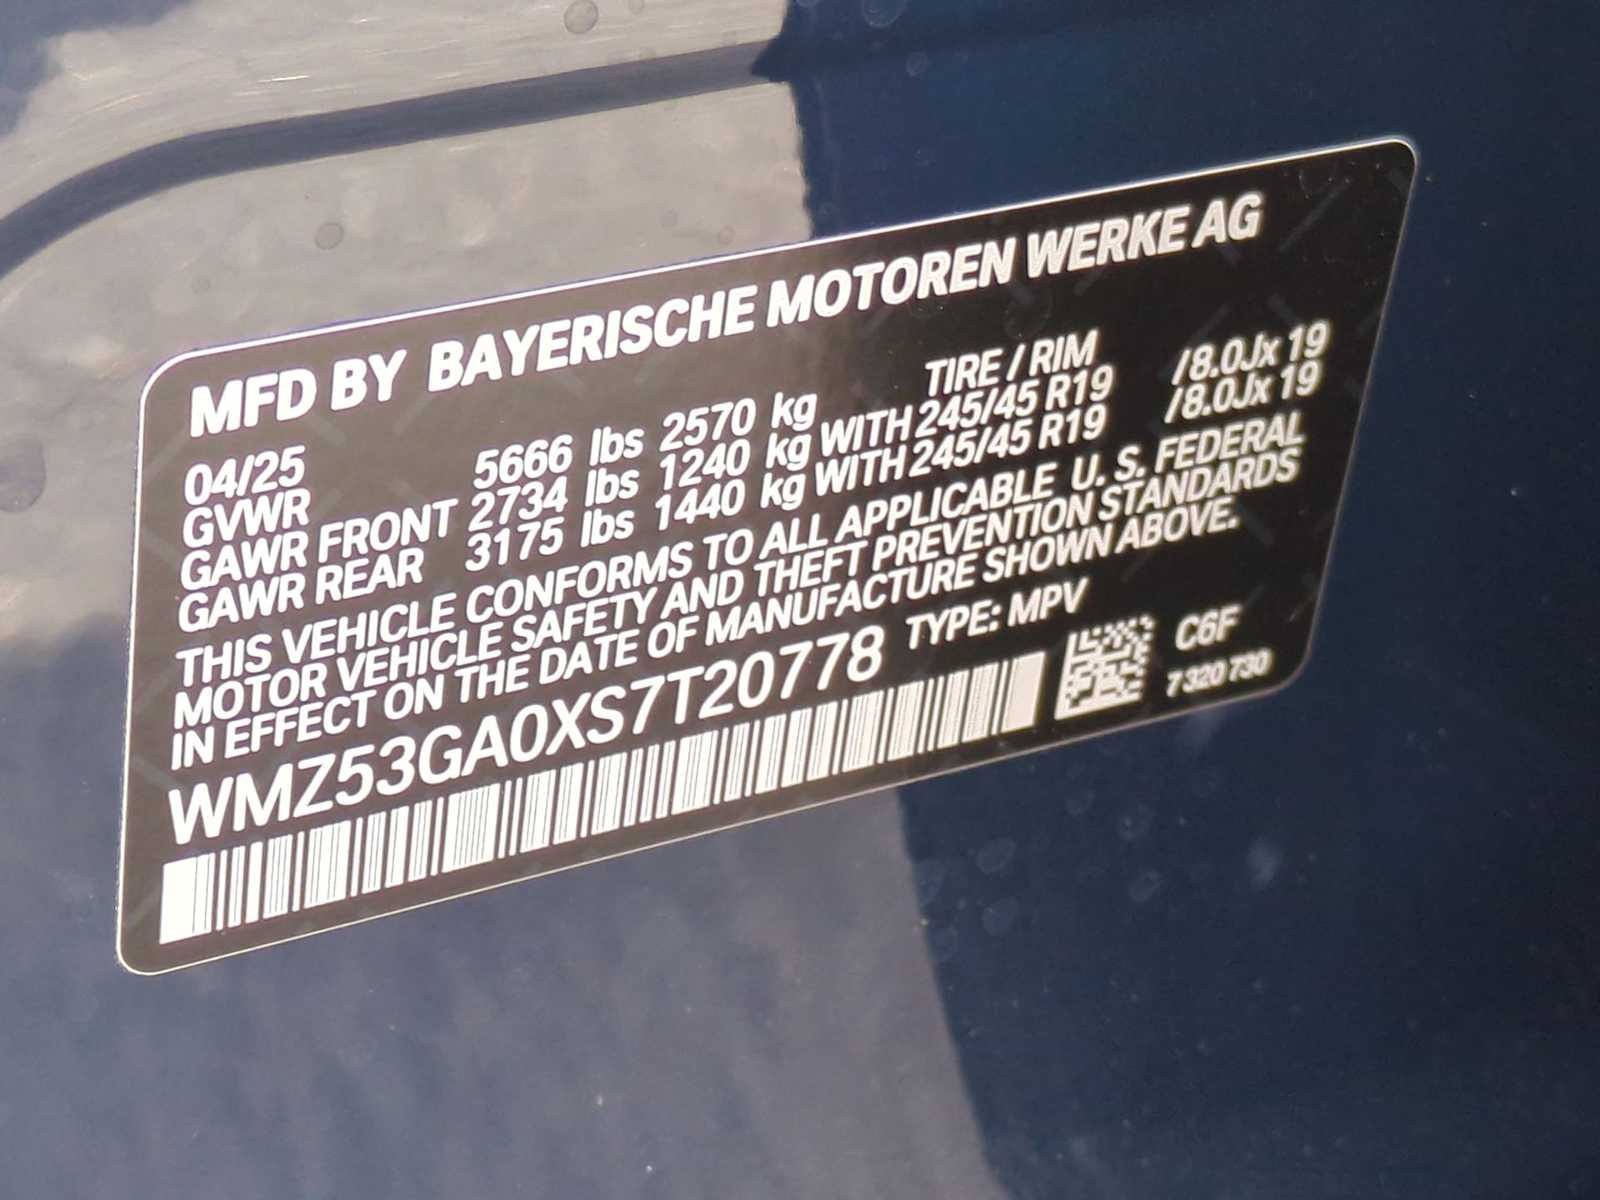 MFD BY BAYERISCHE MOTOREN WERKE AG
04/25 TIRE / RIM
GVWR 5666 lbs 2570 kg
GAWR FRONT 2734 lbs 1240 kg WITH 245/45 R19 /8.0Jx 19
GAWR REAR 3175 lbs 1440 kg WITH 245/45 R19 /8.0Jx 19
THIS VEHICLE CONFORMS TO ALL APPLICABLE U. S. FEDERAL
MOTOR VEHICLE SAFETY AND THEFT PREVENTION STANDARDS
IN EFFECT ON THE DATE OF MANUFACTURE SHOWN ABOVE.
WMZ53GA0XS7T20778 TYPE: MPV
C6F
7 320 730